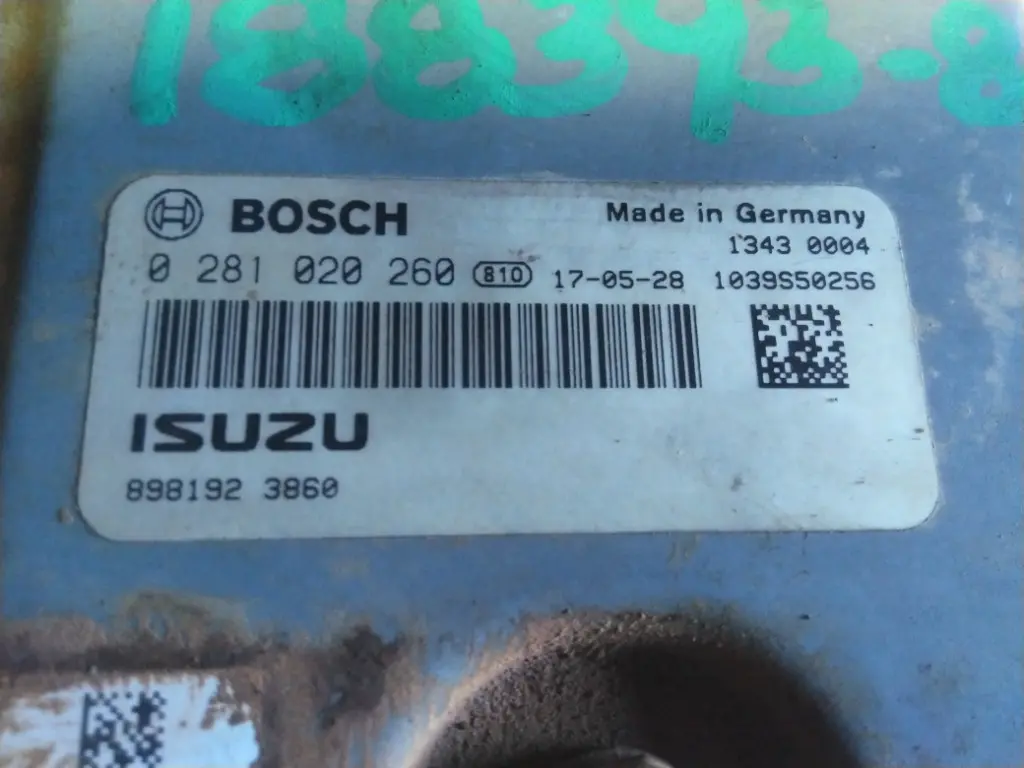 188393-8
BOSCH
Made in Germany
1343 0004
0 281 020 260 810 17-05-28 1039S50256
ISUZU
898192 3860